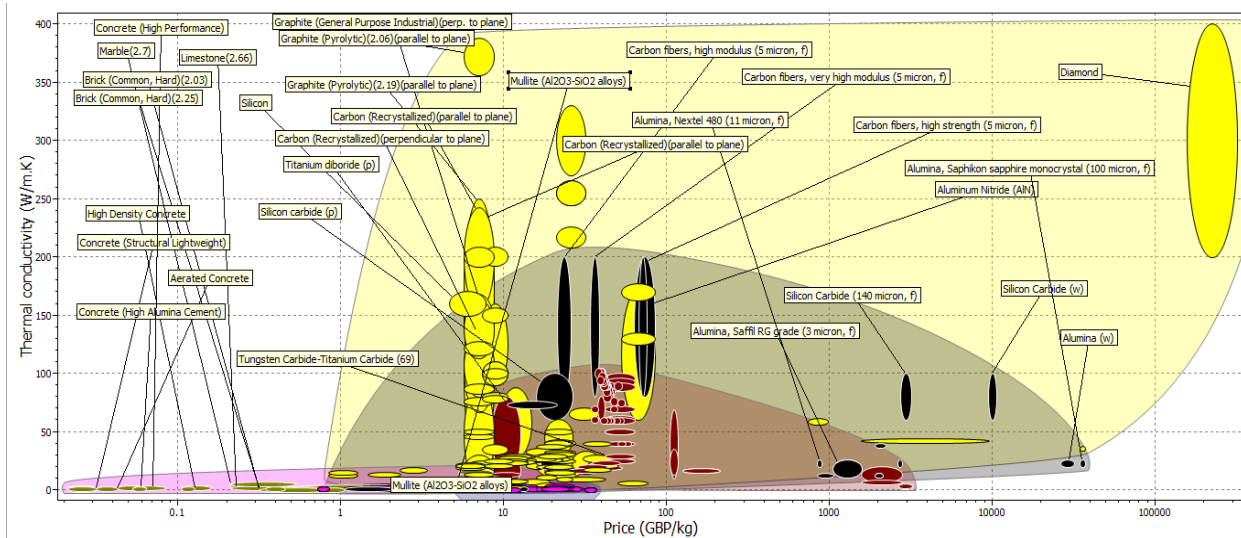 Concrete (High Performance)
Graphite (General Purpose Industrial)(perp. to plane)
Graphite (Pyrolytic)(2.06)(parallel to plane)
Marble(2.7)
Limestone(2.66)
Carbon fibers, high modulus (5 micron, f)
Diamond
Brick (Common, Hard)(2.03)
Brick (Common, Hard)(2.25)
Silicon
Graphite (Pyrolytic)(2.19)(parallel to plane)
Mullite (Al2O3-SiO2 alloys)
Carbon fibers, very high modulus (5 micron, f)
Carbon (Recrystallized)(parallel to plane)
Alumina, Nextel 480 (11 micron, f)
Carbon fibers, high strength (5 micron, f)
Carbon (Recrystallized)(perpendicular to plane)
Carbon (Recrystallized)(parallel to plane)
Titanium diboride (p)
Alumina, Saphikon sapphire monocrystal (100 micron, f)
Aluminum Nitride (AlN)
High Density Concrete
Silicon carbide (p)
Concrete (Structural Lightweight)
Aerated Concrete
Silicon Carbide (140 micron, f)
Silicon Carbide (w)
Concrete (High Alumina Cement)
Alumina, Saffil RG grade (3 micron, f)
Alumina (w)
Tungsten Carbide-Titanium Carbide (69)
Mullite (Al2O3-SiO2 alloys)
Thermal conductivity (W/m.K)
400
350
300
250
200
150
100
50
0
0.1
1
10
100
1000
10000
100000
Price (GBP/kg)